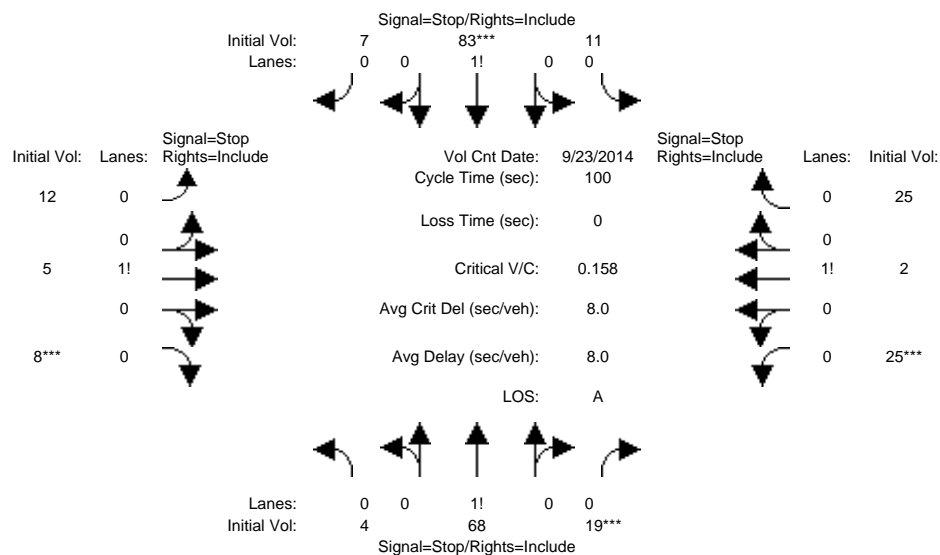 Signal=Stop/Rights=Include
Initial Vol: 7 83*** 11
Lanes: 0 0 1! 0 0
Signal=Stop
Initial Vol: Lanes: Rights=Include
Vol Cnt Date: 9/23/2014
Signal=Stop
Rights=Include Lanes: Initial Vol:
Cycle Time (sec): 100
12 0
0 25
Loss Time (sec): 0
0
0
5 1!
Critical V/C: 0.158
1! 2
0
Avg Crit Del (sec/veh): 8.0
0
8*** 0
Avg Delay (sec/veh): 8.0
0 25***
LOS: A
Lanes: 0 0 1! 0 0
Initial Vol: 4 68 19***
Signal=Stop/Rights=Include